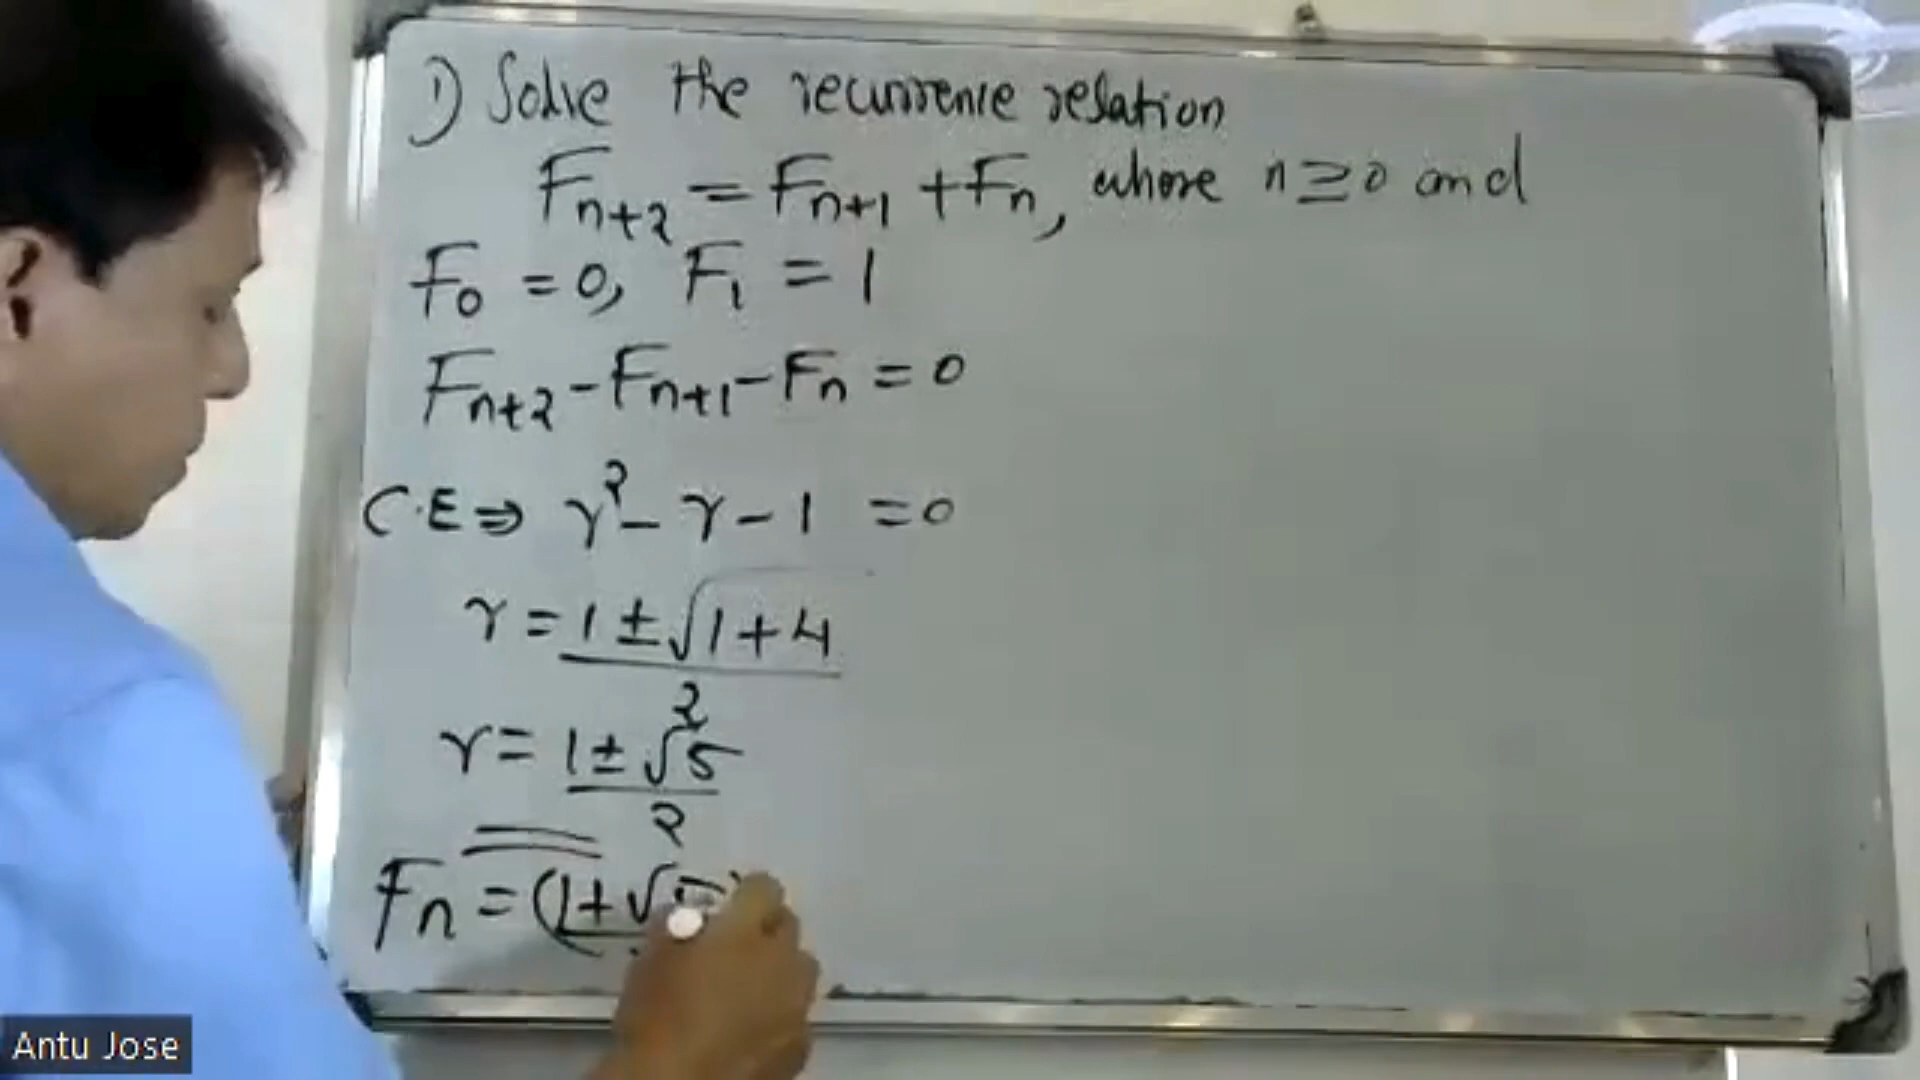 1) Solve the recurrence relation
Fn+2 = Fn+1 + Fn, where n ≥ 0 and
F0 = 0, F1 = 1
Fn+2 - Fn+1 - Fn = 0
C.E ⇒ r² - r - 1 = 0
r = 1 ± √1+4
2
r = 1 ± √5
2
Fn = (1+√5
Antu Jose